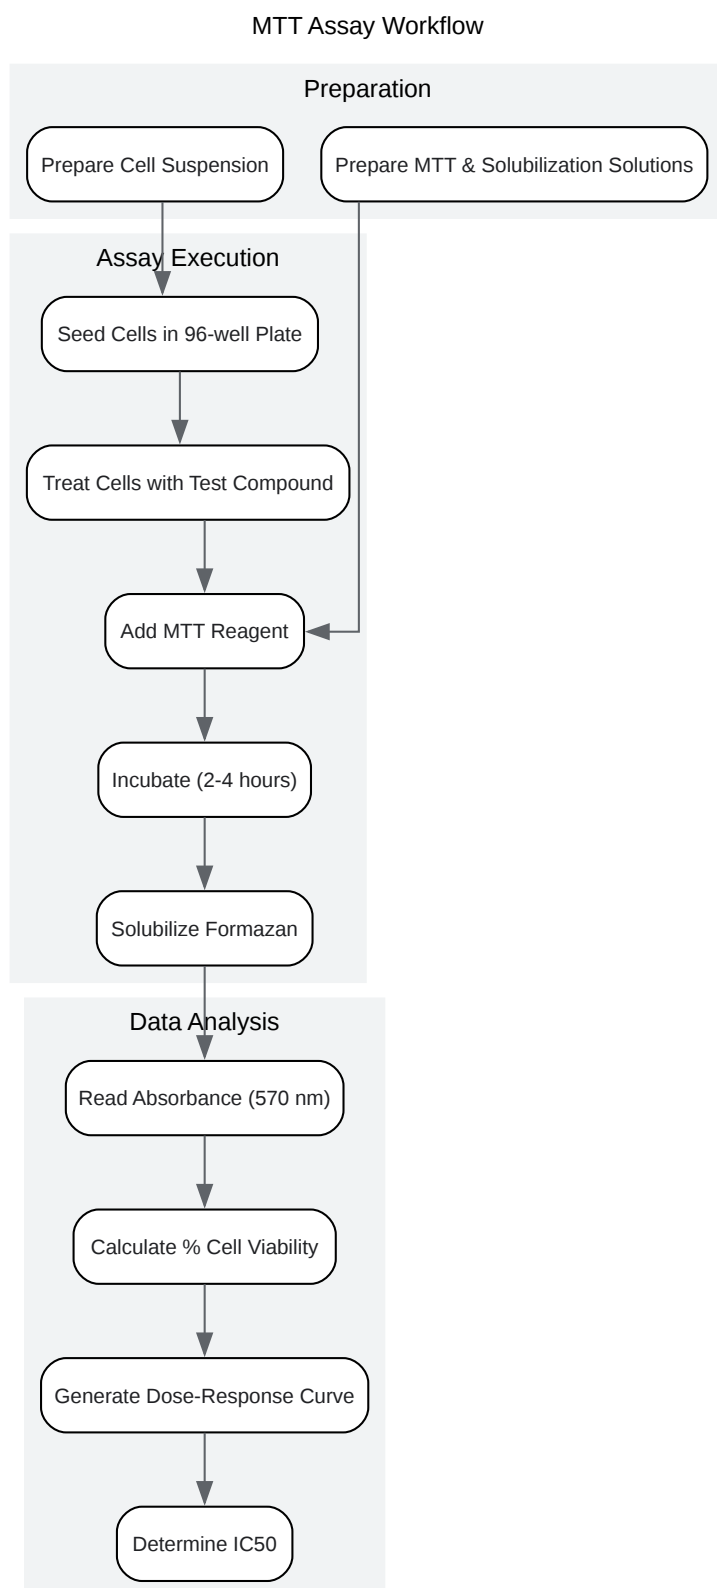 MTT Assay Workflow
Preparation
Prepare Cell Suspension
Prepare MTT & Solubilization Solutions
Assay Execution
Seed Cells in 96-well Plate
Treat Cells with Test Compound
Add MTT Reagent
Incubate (2-4 hours)
Solubilize Formazan
Data Analysis
Read Absorbance (570 nm)
Calculate % Cell Viability
Generate Dose-Response Curve
Determine IC50